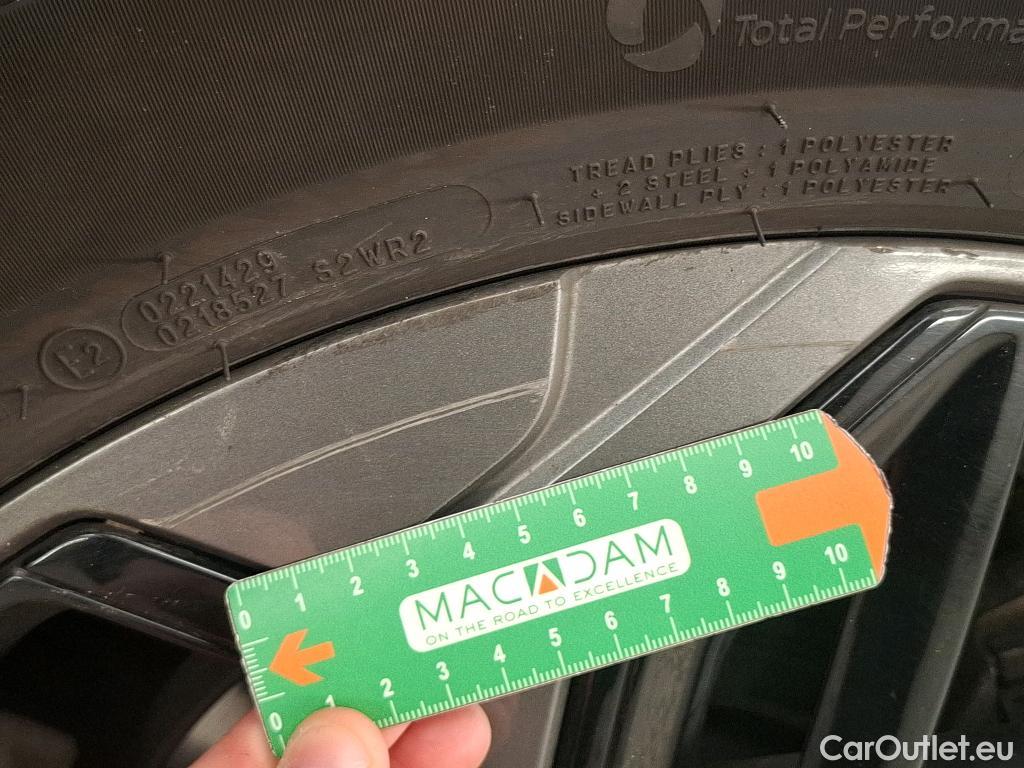 Total Performa
TREAD PLIES : 1 POLYESTER
+ 2 STEEL + 1 POLYAMIDE
SIDEWALL PLY : 1 POLYESTER
0221429
0218527 S2WR2
E2
0 1 2 3 4 5 6 7 8 9 10
MACADAM
ON THE ROAD TO EXCELLENCE
0 1 2 3 4 5 6 7 8 9 10
CarOutlet.eu